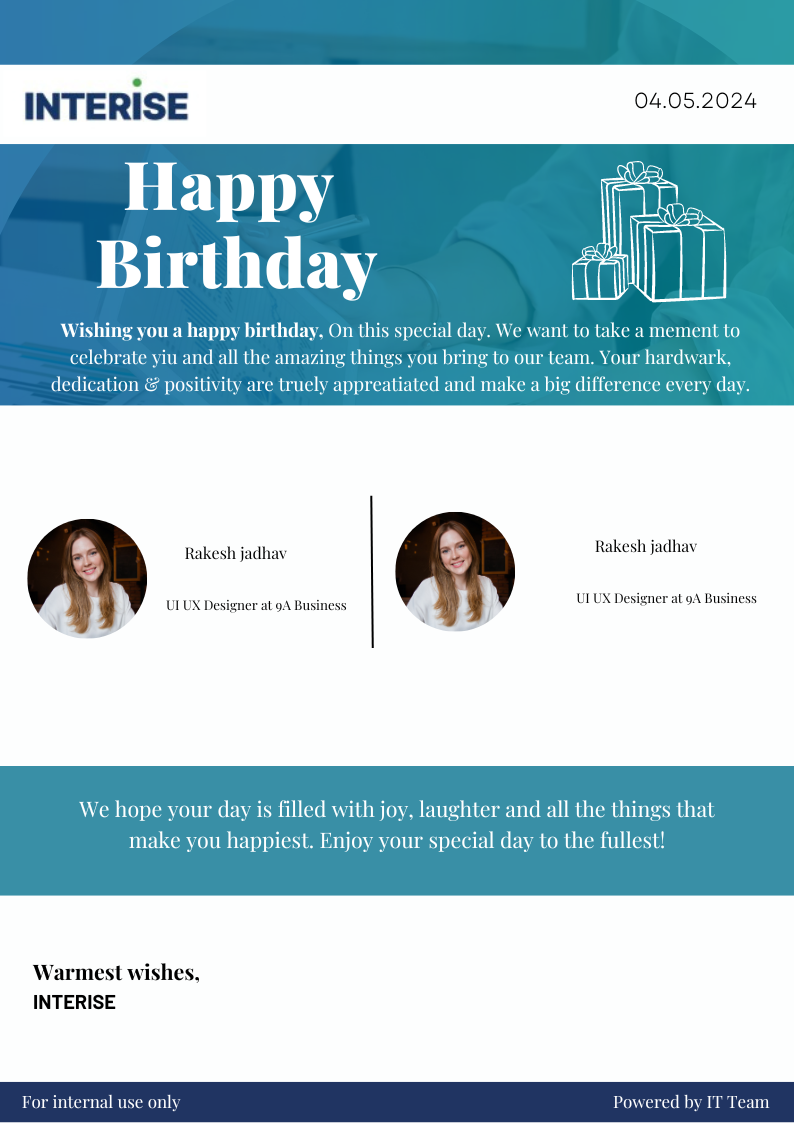 INTERISE
04.05.2024
Happy
Birthday
Wishing you a happy birthday, On this special day. We want to take a mement to
celebrate yiu and all the amazing things you bring to our team. Your hardwark,
dedication & positivity are truely appreatiated and make a big difference every day.
Rakesh jadhav
UI UX Designer at 9A Business
Rakesh jadhav
UI UX Designer at 9A Business
We hope your day is filled with joy, laughter and all the things that
make you happiest. Enjoy your special day to the fullest!
Warmest wishes,
INTERISE
For internal use only
Powered by IT Team